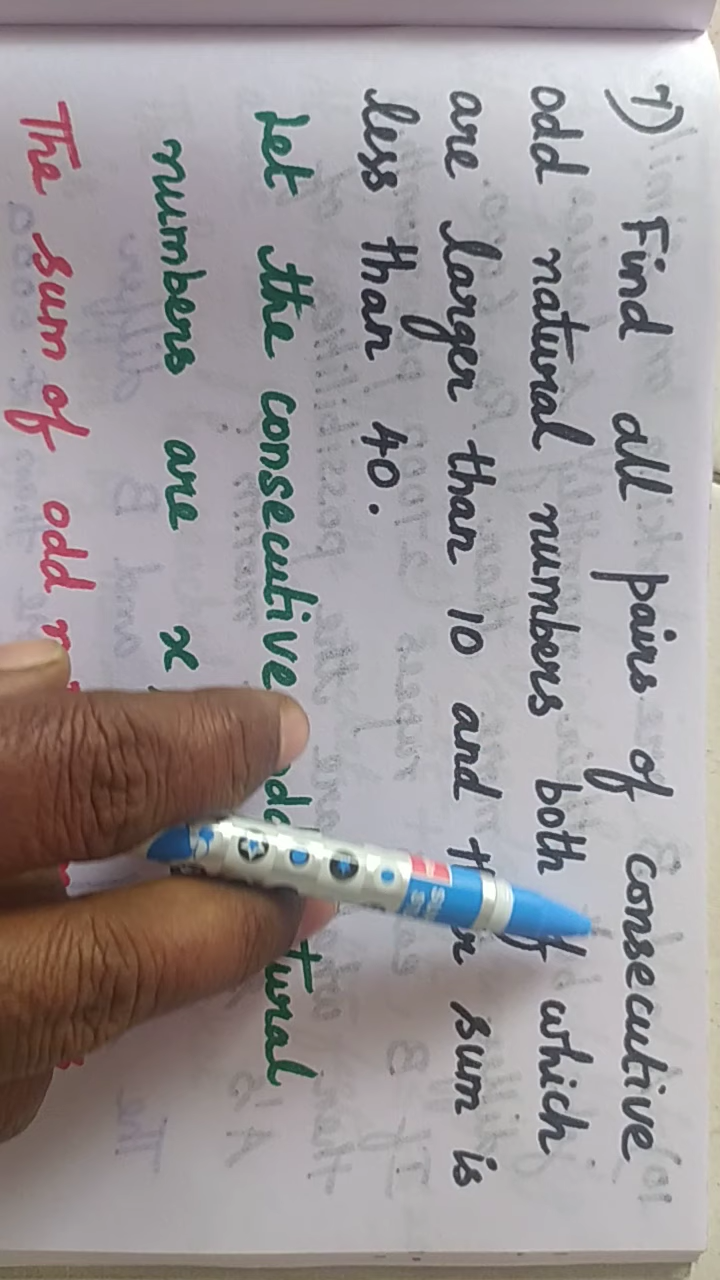 7) Find all pairs of consecutive
odd natural numbers both of which
are larger than 10 and their sum is
less than 40.
Let the consecutive odd natural
numbers are x
The sum of odd